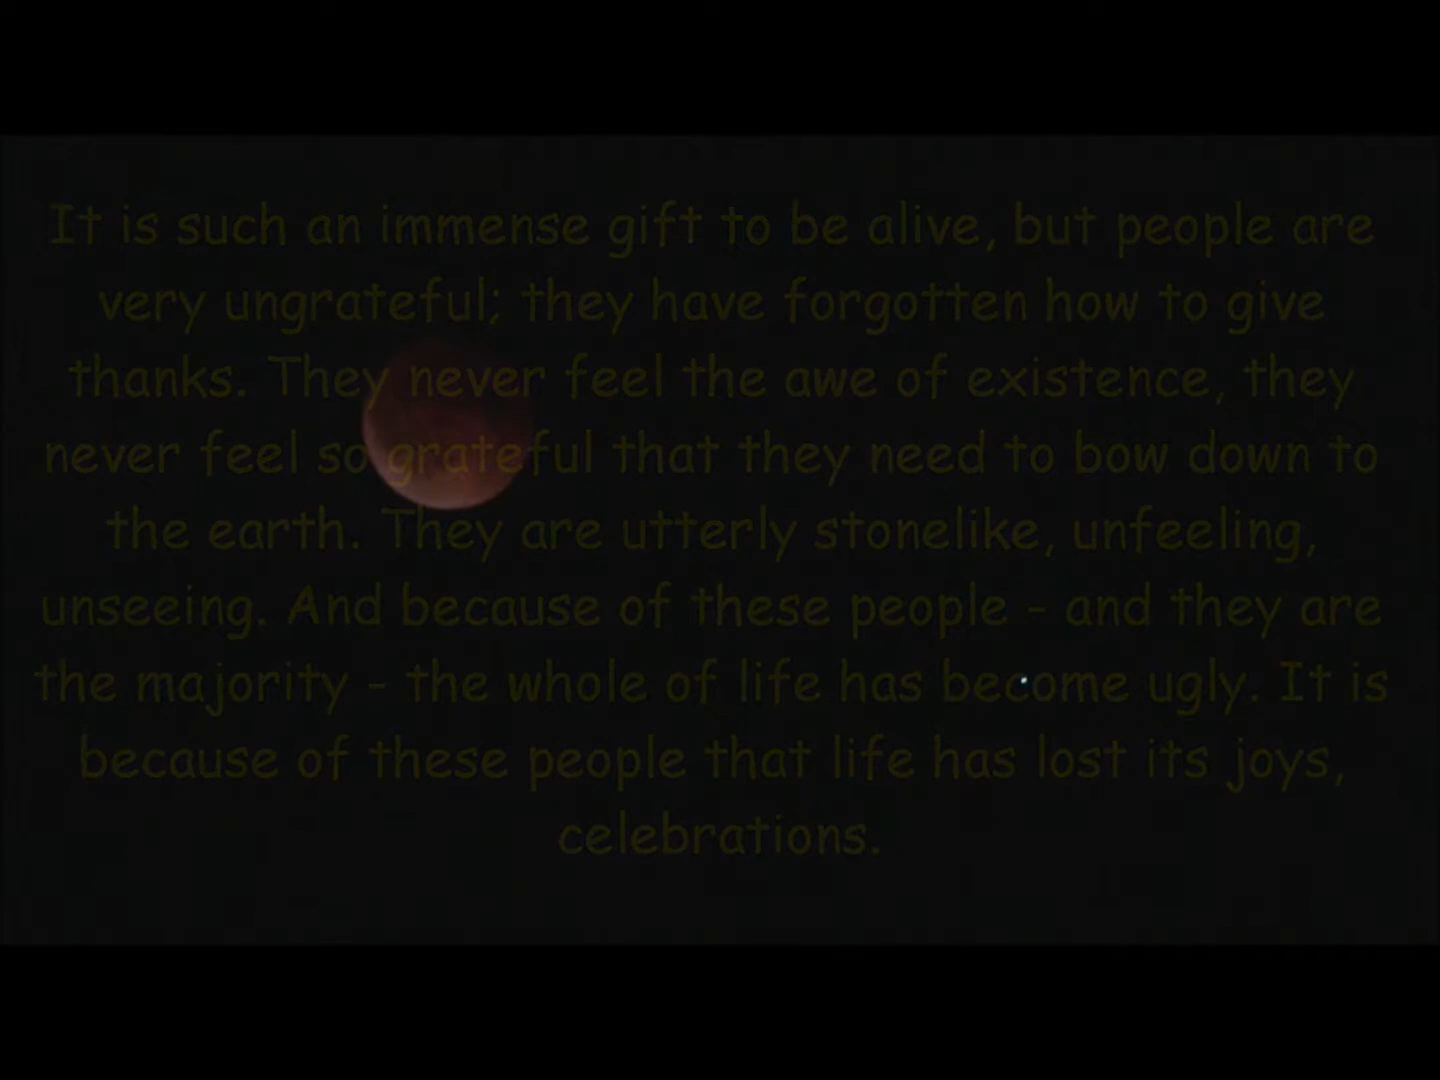 It is such an immense gift to be alive, but people are
very ungrateful; they have forgotten how to give
thanks. They never feel the awe of existence, they
never feel so grateful that they need to bow down to
the earth. They are utterly stonelike, unfeeling,
unseeing. And because of these people - and they are
the majority - the whole of life has become ugly. It is
because of these people that life has lost its joys,
celebrations.